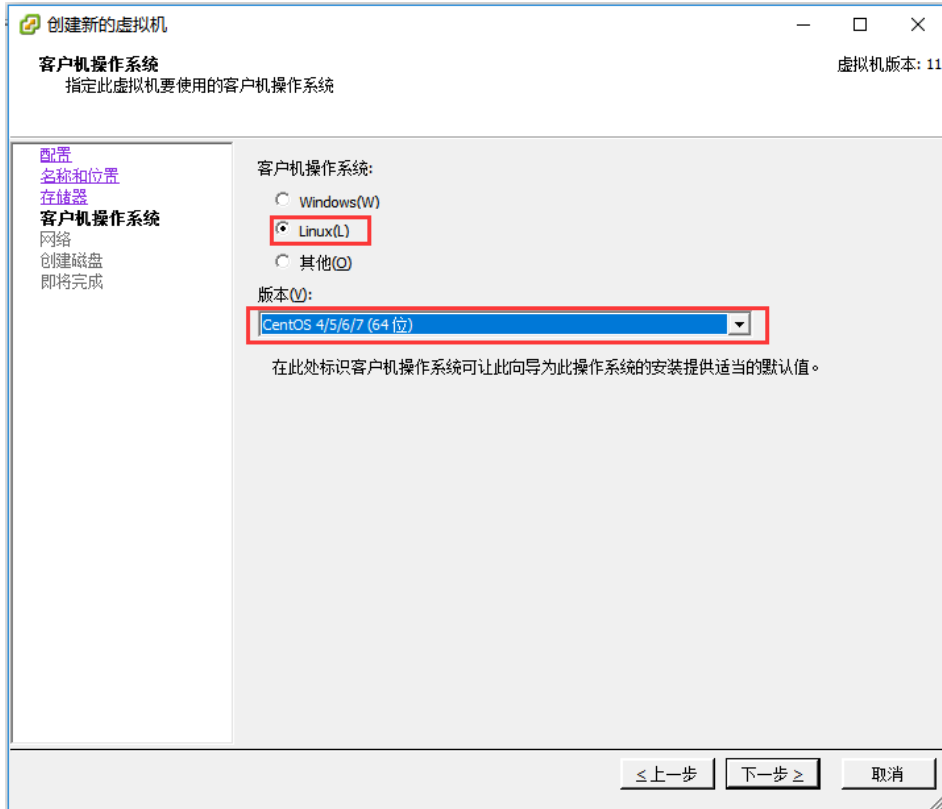 创建新的虚拟机
客户机操作系统
虚拟机版本: 11
指定此虚拟机要使用的客户机操作系统
配置
名称和位置
存储器
客户机操作系统
网络
创建磁盘
即将完成
客户机操作系统:
Windows(W)
Linux(L)
其他(O)
版本(V):
CentOS 4/5/6/7 (64 位)
在此处标识客户机操作系统可让此向导为此操作系统的安装提供适当的默认值。
≤上一步
下一步≥
取消